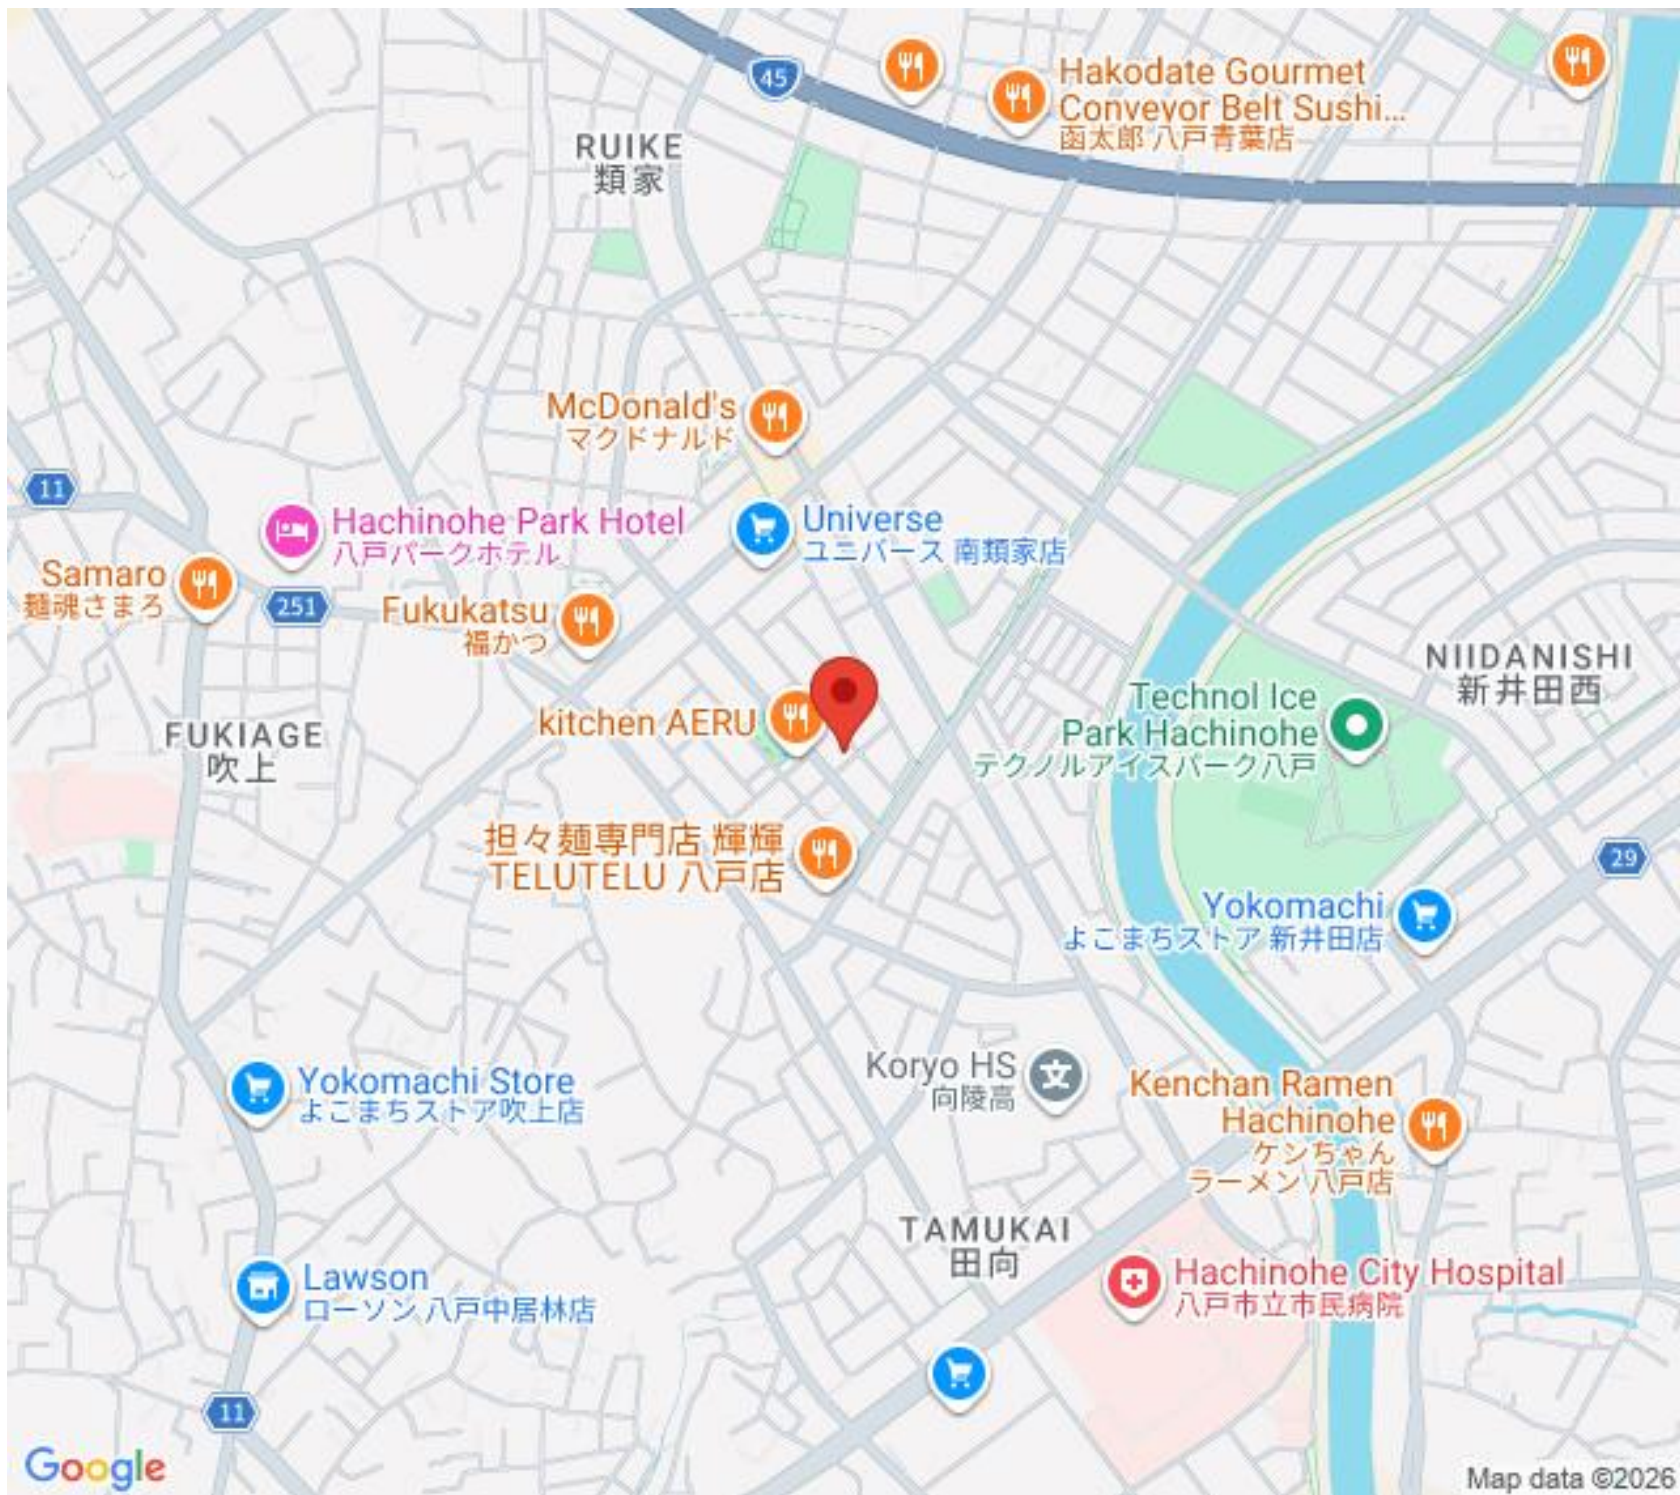 45
Hakodate Gourmet
Conveyor Belt Sushi...
函太郎 八戸青葉店
RUIKE
類家
McDonald's
マクドナルド
11
Hachinohe Park Hotel
八戸パークホテル
Universe
ユニバース 南類家店
Samaro
麺魂さまろ
251
Fukukatsu
福かつ
NIIDANISHI
新井田西
kitchen AERU
Technol Ice
Park Hachinohe
テクノルアイスパーク八戸
FUKIAGE
吹上
担々麺専門店 輝輝
TELUTELU 八戸店
29
Yokomachi
よこまちストア 新井田店
Koryo HS
向陵高
文
Yokomachi Store
よこまちストア吹上店
Kenchan Ramen
Hachinohe
ケンちゃん
ラーメン 八戸店
TAMUKAI
田向
Lawson
ローソン 八戸中居林店
Hachinohe City Hospital
八戸市立市民病院
11
Google
Map data ©2026